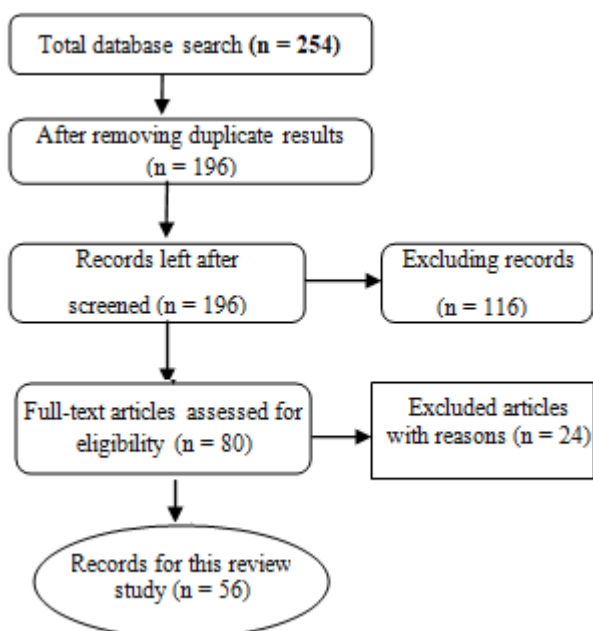 Total database search (n = 254)
After removing duplicate results
(n = 196)
Records left after
screened (n = 196)
Excluding records
(n = 116)
Full-text articles assessed for
eligibility (n = 80)
Excluded articles
with reasons (n = 24)
Records for this review
study (n = 56)